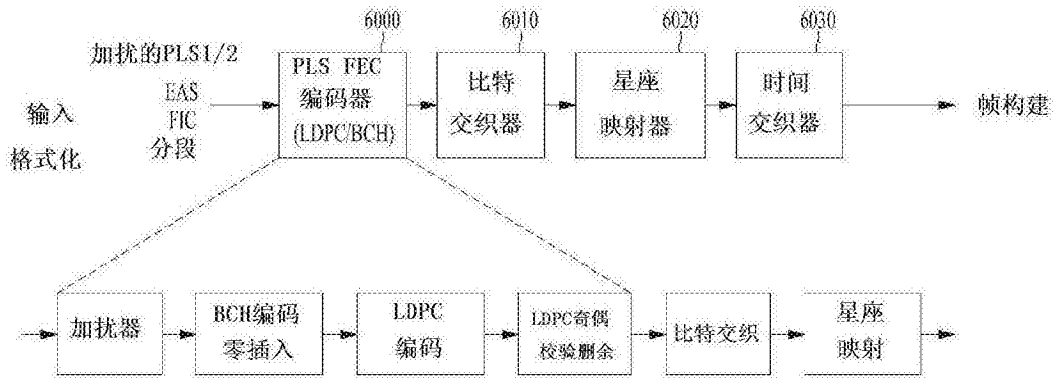 6000
6010
6020
6030
加扰的PLS1/2
EAS
FIC
分段
输入
格式化
PLS FEC
编码器
(LDPC/BCH)
比特
交织器
星座
映射器
时间
交织器
帧构建
加扰器
BCH编码
零插入
LDPC
编码
LDPC奇偶
校验删余
比特交织
星座
映射